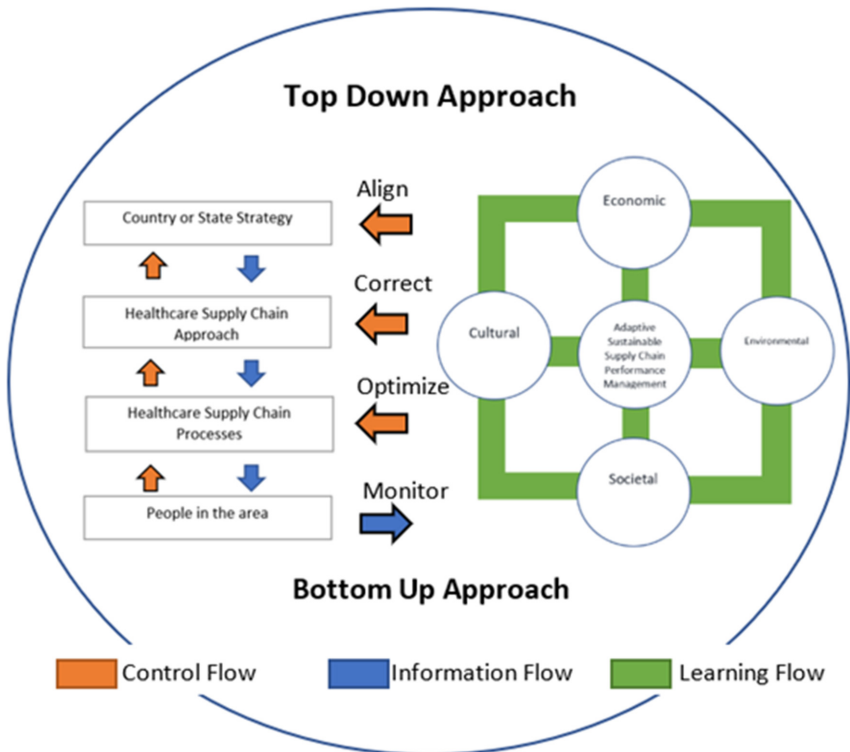 Top Down Approach
Align
Country or State Strategy
Correct
Healthcare Supply Chain
Approach
Optimize
Healthcare Supply Chain
Processes
Monitor
People in the area
Economic
Cultural
Adaptive
Sustainable
Supply Chain
Performance
Management
Environmental
Societal
Bottom Up Approach
Control Flow
Information Flow
Learning Flow